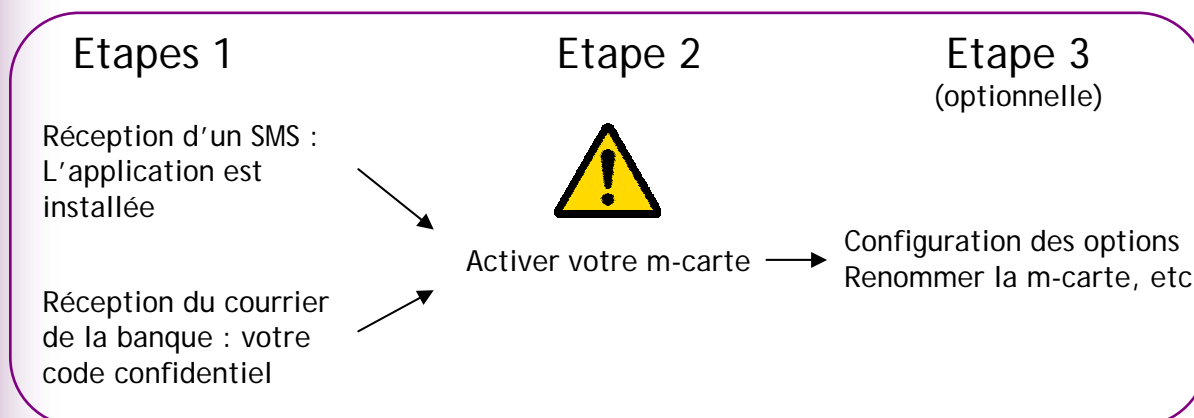 Etapes 1
Réception d'un SMS :
L'application est
installée
Réception du courrier
de la banque : votre
code confidentiel
Etape 2
Activer votre m-carte
Etape 3
(optionnelle)
Configuration des options
Renommer la m-carte, etc